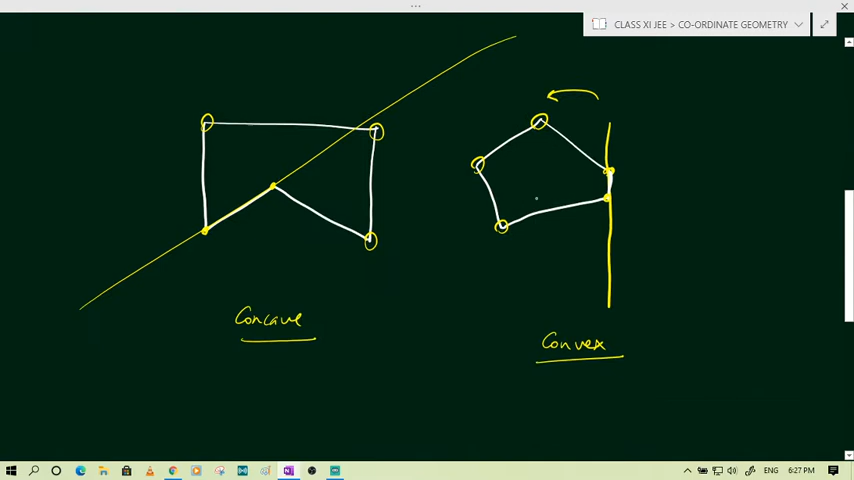 CLASS XI JEE > CO-ORDINATE GEOMETRY
Concave
Convex
ENG
6:27 PM